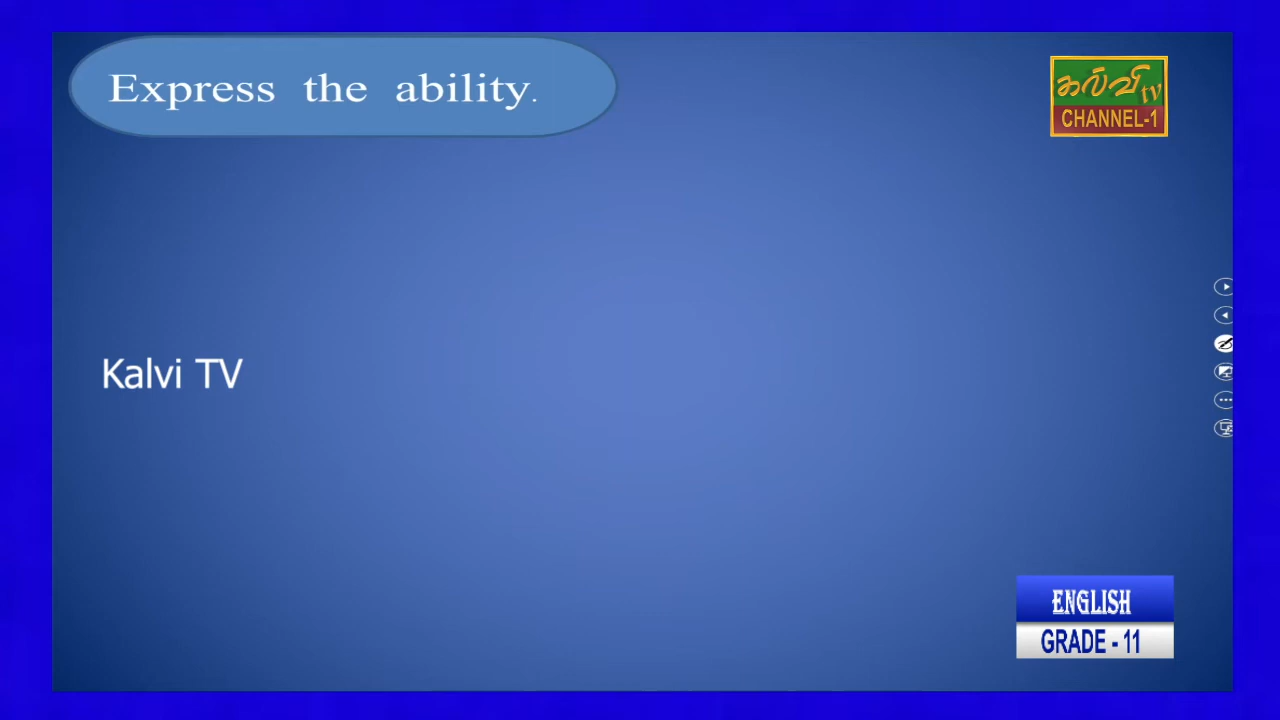 Express the ability.
கல்வி tv
CHANNEL-1
Kalvi TV
ENGLISH
GRADE - 11